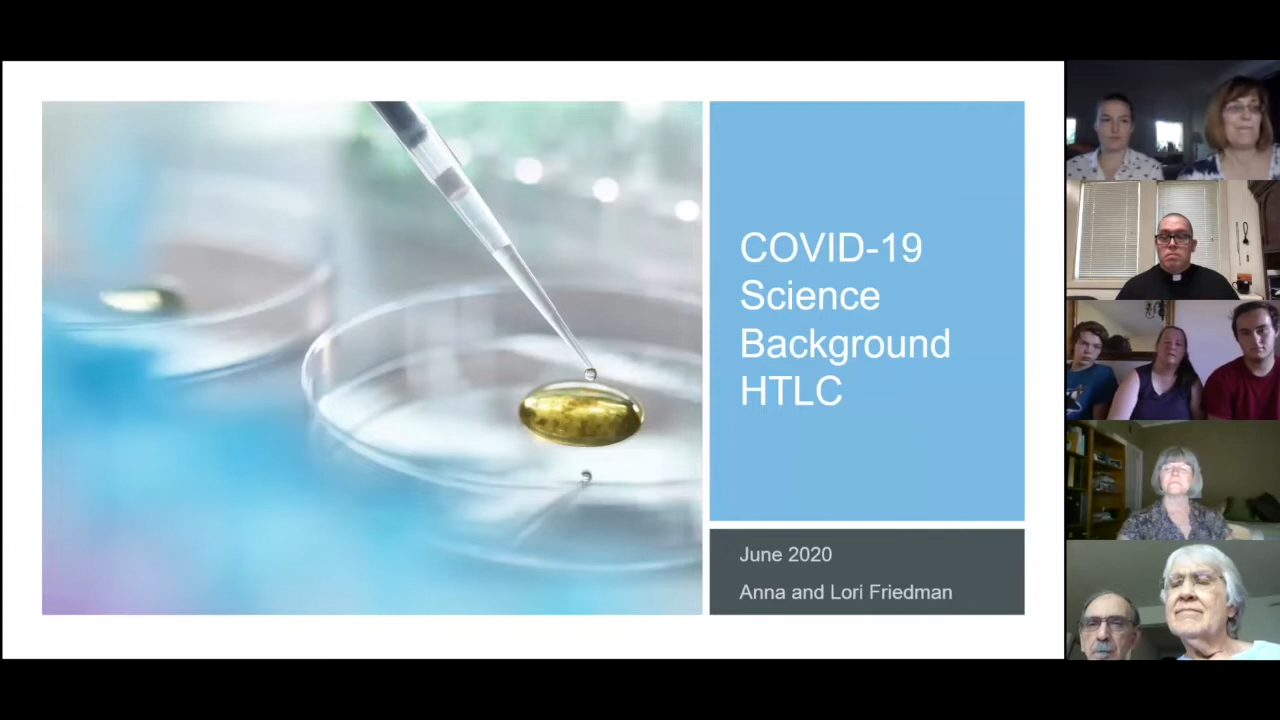 COVID-19
Science
Background
HTLC
June 2020
Anna and Lori Friedman